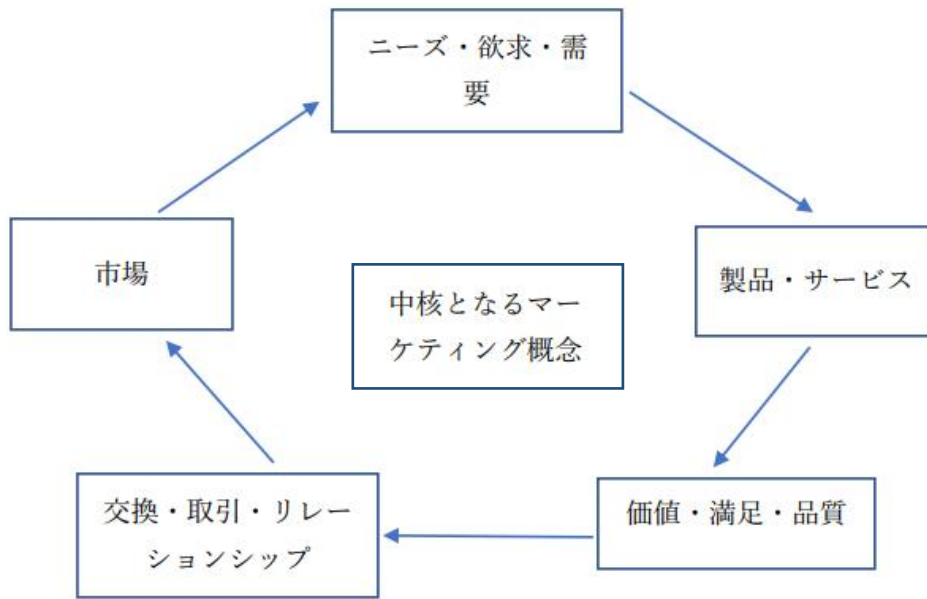 ニーズ・欲求・需
要
市場
製品・サービス
中核となるマー
ケティング概念
交換・取引・リレー
ションシップ
価値・満足・品質